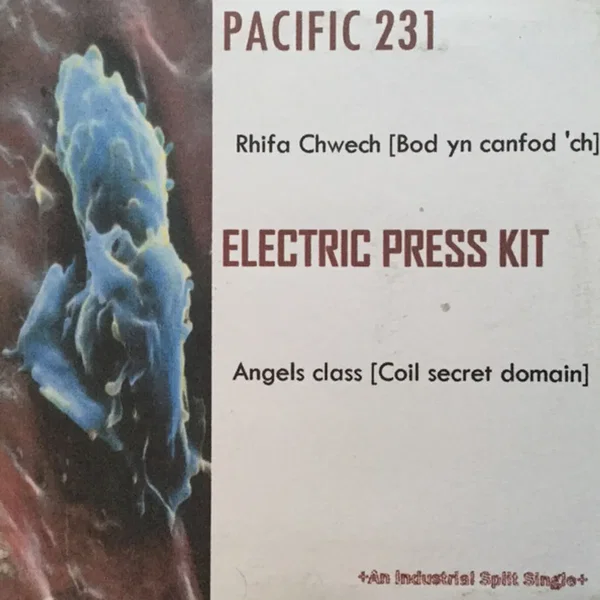 PACIFIC 231
Rhifa Chwech [Bod yn canfod 'ch]
ELECTRIC PRESS KIT
Angels class [Coil secret domain]
+An Industrial Split Single+